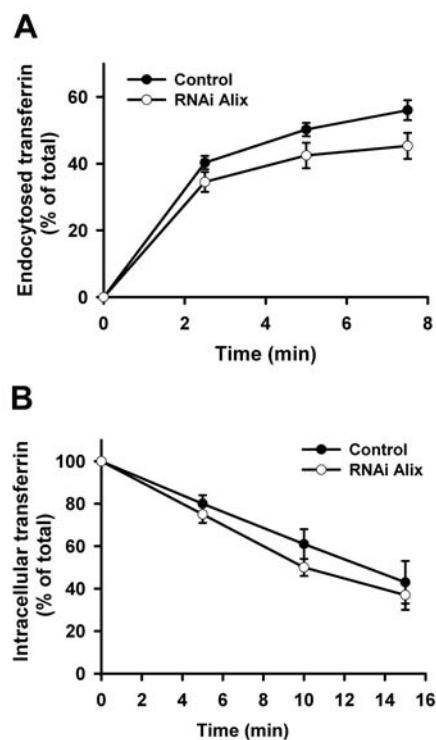 A
Control
RNAi Alix
Endocytosed transferrin
(% of total)
60
40
20
0
0 2 4 6 8
Time (min)
B
Control
RNAi Alix
Intracellular transferrin
(% of total)
100
80
60
40
20
0
0 2 4 6 8 10 12 14 16
Time (min)